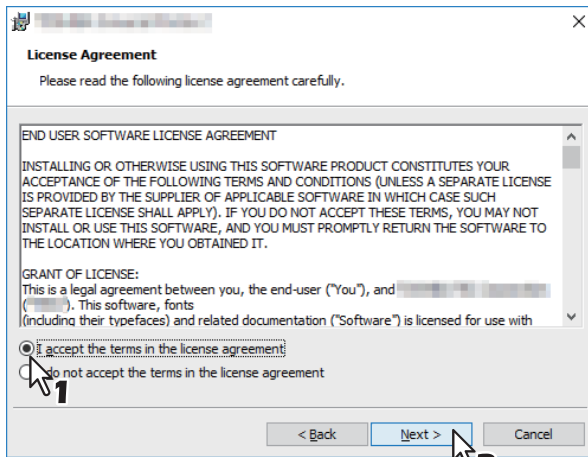 License Agreement
Please read the following license agreement carefully.
END USER SOFTWARE LICENSE AGREEMENT
INSTALLING OR OTHERWISE USING THIS SOFTWARE PRODUCT CONSTITUTES YOUR
ACCEPTANCE OF THE FOLLOWING TERMS AND CONDITIONS (UNLESS A SEPARATE LICENSE
IS PROVIDED BY THE SUPPLIER OF APPLICABLE SOFTWARE IN WHICH CASE SUCH
SEPARATE LICENSE SHALL APPLY). IF YOU DO NOT ACCEPT THESE TERMS, YOU MAY NOT
INSTALL OR USE THIS SOFTWARE, AND YOU MUST PROMPTLY RETURN THE SOFTWARE TO
THE LOCATION WHERE YOU OBTAINED IT.
GRANT OF LICENSE:
This is a legal agreement between you, the end-user ("You"), and
(" "). This software, fonts
(including their typefaces) and related documentation ("Software") is licensed for use with
I accept the terms in the license agreement
do not accept the terms in the license agreement
1
< Back Next > Cancel